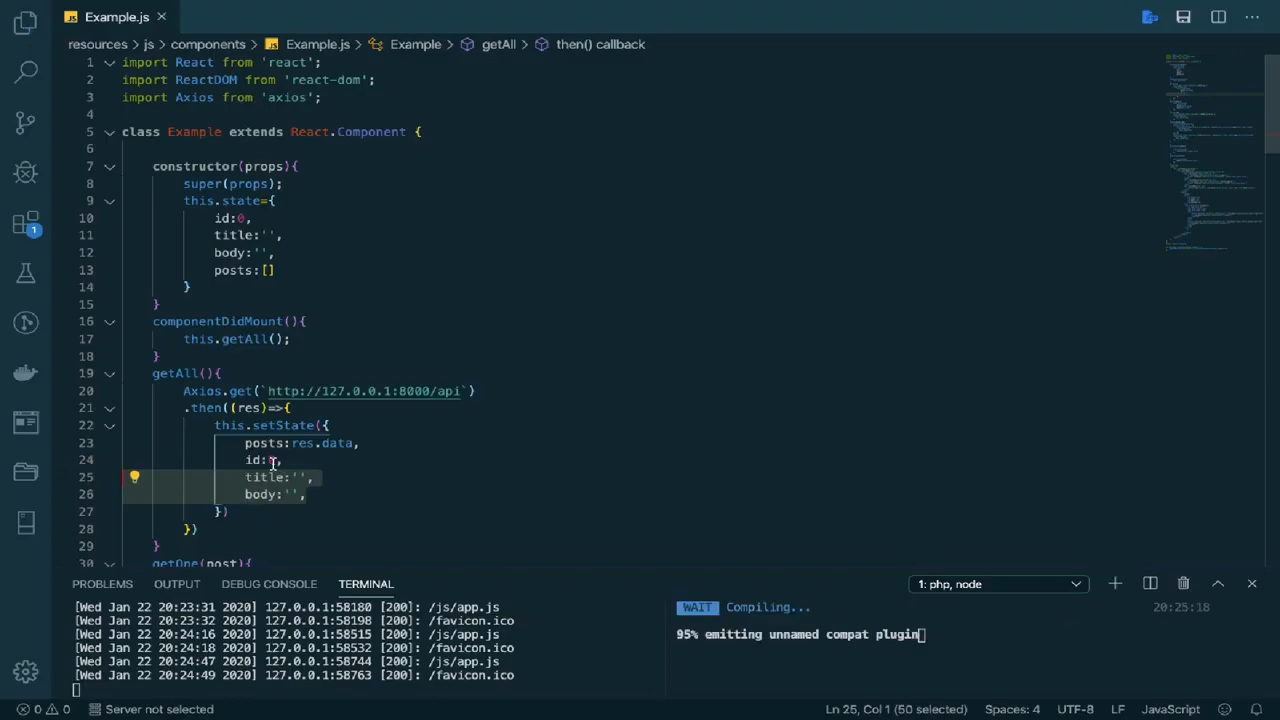 JS Example.js ×
resources › js › components › JS Example.js › Example › getAll › then() callback
1 import React from 'react';
2 import ReactDOM from 'react-dom';
3 import Axios from 'axios';
4
5 class Example extends React.Component {
6
7 constructor(props){
8 super(props);
9 this.state={
10 id:0,
11 title:'',
12 body:'',
13 posts:[]
14 }
15 }
16 componentDidMount(){
17 this.getAll();
18 }
19 getAll(){
20 Axios.get(`http://127.0.0.1:8000/api`)
21 .then((res)=>{
22 this.setState({
23 posts:res.data,
24 id:0,
25 title:'',
26 body:'',
27 })
28 })
29 }
30 getOne(post){
1
PROBLEMS OUTPUT DEBUG CONSOLE TERMINAL 1: php, node
[Wed Jan 22 20:23:31 2020] 127.0.0.1:58180 [200]: /js/app.js
[Wed Jan 22 20:23:32 2020] 127.0.0.1:58198 [200]: /favicon.ico
[Wed Jan 22 20:24:16 2020] 127.0.0.1:58515 [200]: /js/app.js
[Wed Jan 22 20:24:18 2020] 127.0.0.1:58532 [200]: /favicon.ico
[Wed Jan 22 20:24:47 2020] 127.0.0.1:58744 [200]: /js/app.js
[Wed Jan 22 20:24:49 2020] 127.0.0.1:58763 [200]: /favicon.ico
WAIT Compiling... 20:25:18
95% emitting unnamed compat plugin
0 0 Server not selected Ln 25, Col 1 (50 selected) Spaces: 4 UTF-8 LF JavaScript